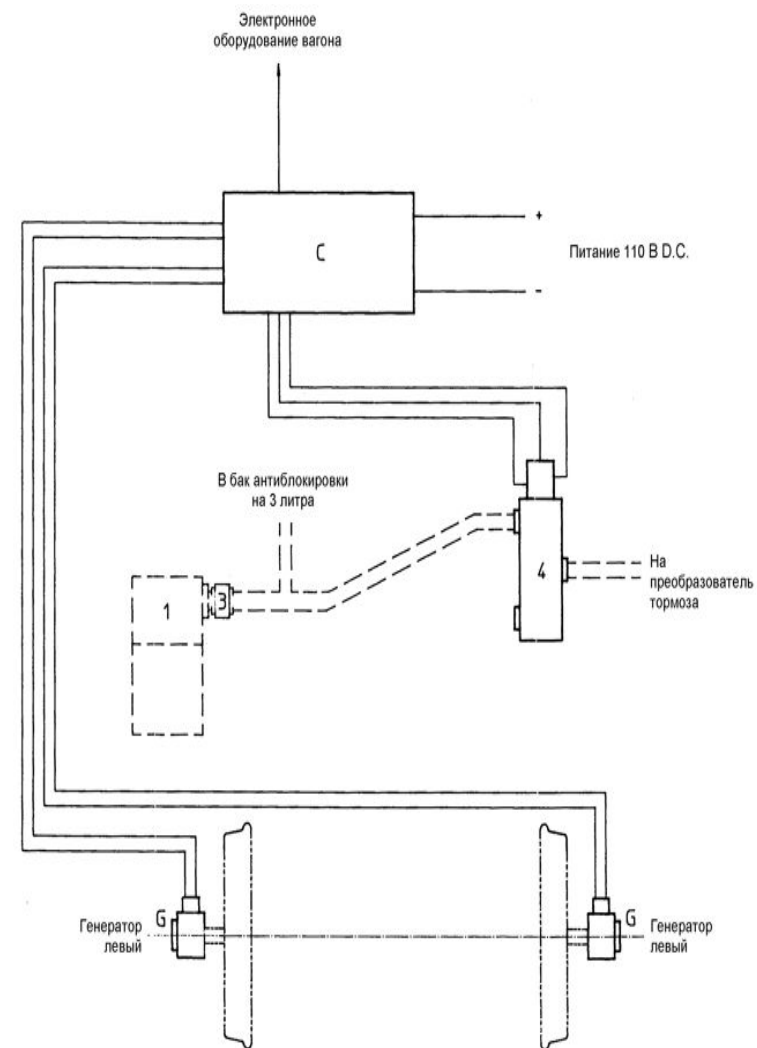 Электронное
оборудование вагона
+
C
Питание 110 В D.C.
-
В бак антиблокировки
на 3 литра
4
На
преобразователь
тормоза
1
3
G
Генератор
левый
G
Генератор
левый